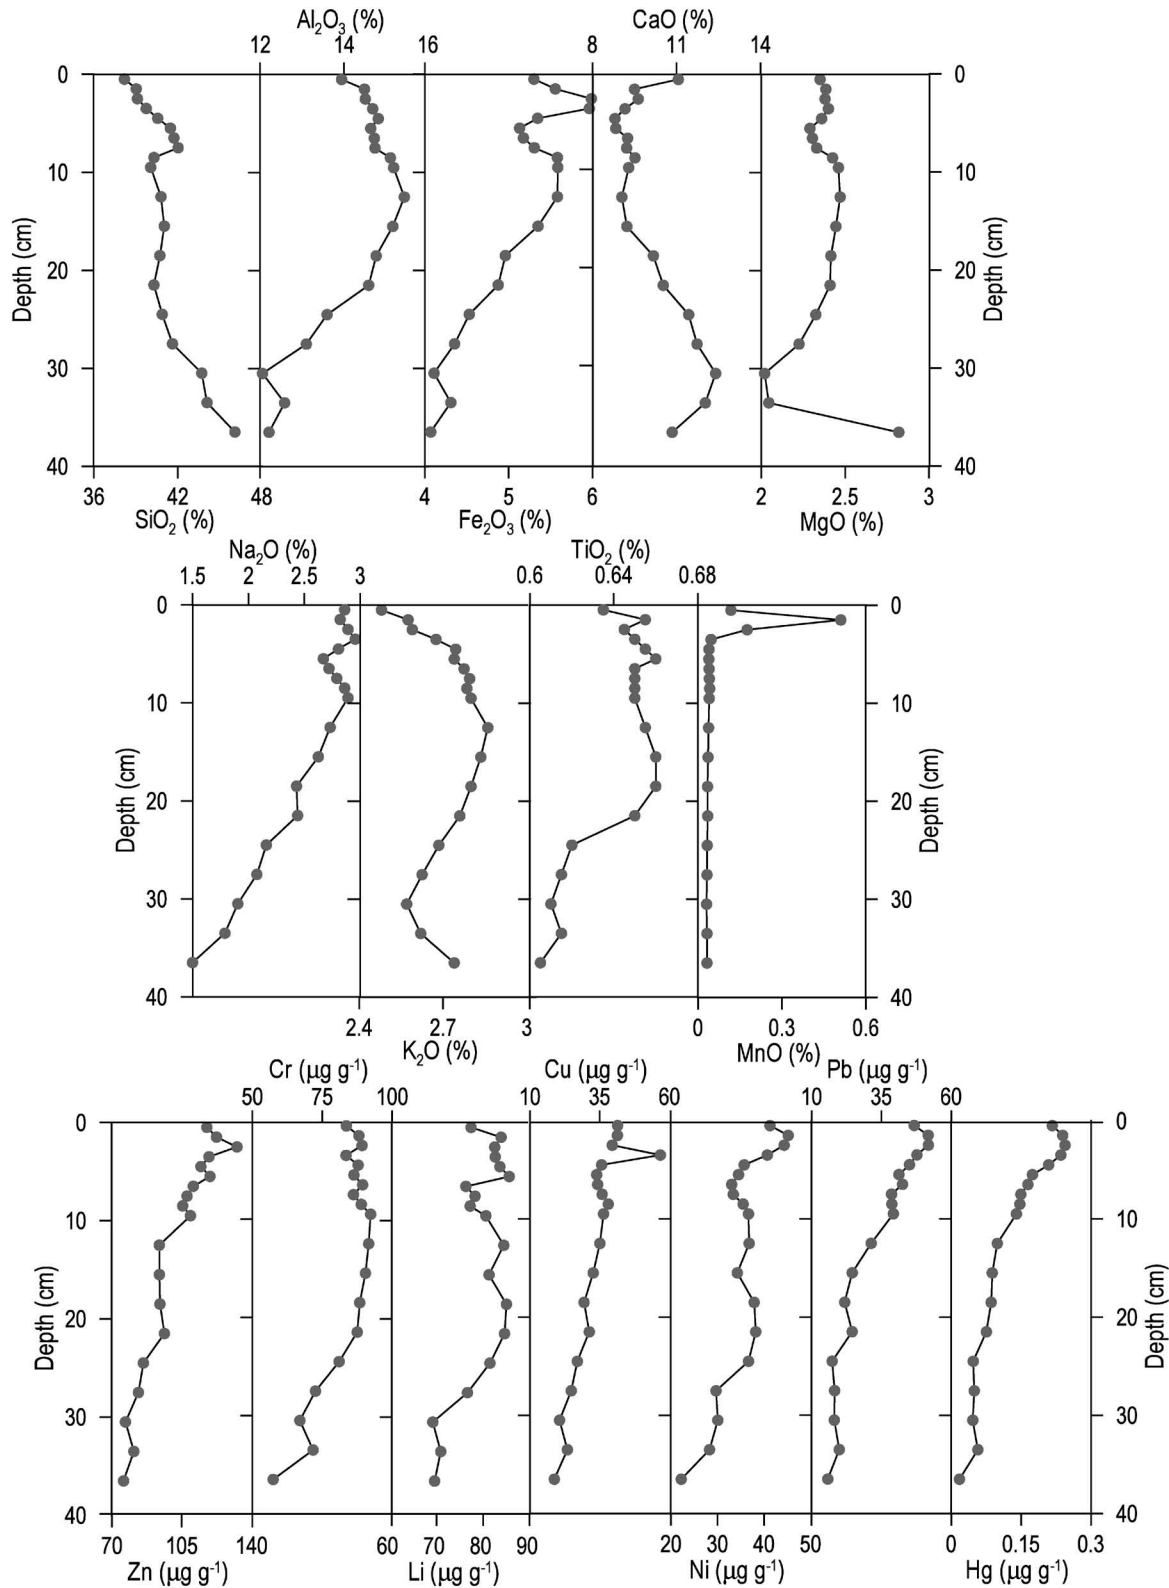 Al₂O₃ (%) CaO (%)
12 14 16 8 11 14
0 0
10 10
20 20
30 30
40 40
Depth (cm) Depth (cm)
36 42 48 4 5 6 2 2.5 3
SiO₂ (%) Fe₂O₃ (%) MgO (%)
Na₂O (%) TiO₂ (%)
1.5 2 2.5 3 0.6 0.64 0.68
0 0
10 10
20 20
30 30
40 40
Depth (cm) Depth (cm)
2.4 2.7 3 0 0.3 0.6
K₂O (%) MnO (%)
Cr (µg g⁻¹) Cu (µg g⁻¹) Pb (µg g⁻¹)
50 75 100 10 35 60 10 35 60
0 0
10 10
20 20
30 30
40 40
Depth (cm) Depth (cm)
70 105 140 60 70 80 90 20 30 40 50 0 0.15 0.3
Zn (µg g⁻¹) Li (µg g⁻¹) Ni (µg g⁻¹) Hg (µg g⁻¹)